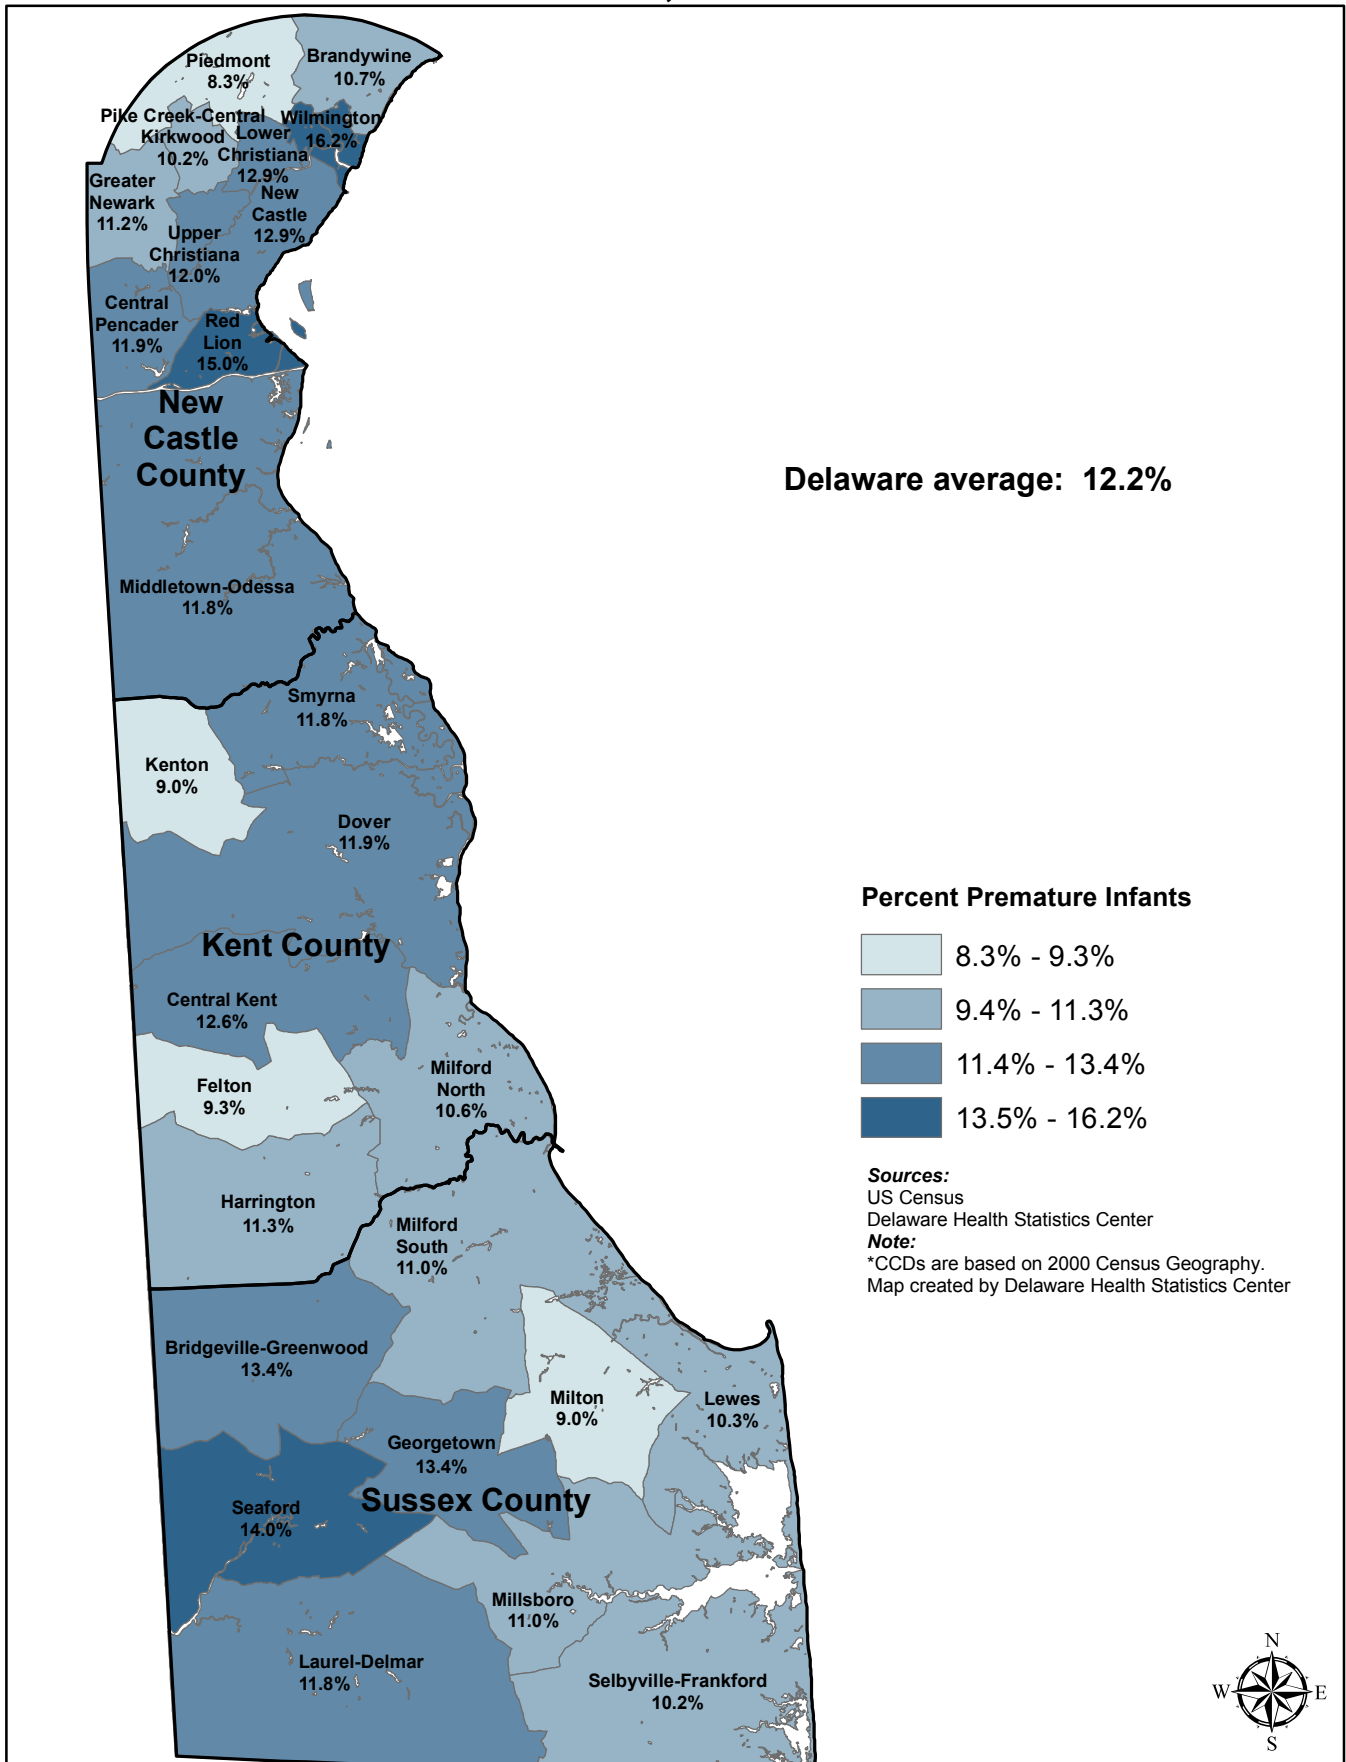 Piedmont
8.3%
Brandywine
10.7%
Pike Creek-Central
Kirkwood
10.2%
Lower
Christiana
12.9%
Wilmington
16.2%
Greater
Newark
11.2%
New
Castle
12.9%
Upper
Christiana
12.0%
Central
Pencader
11.9%
Red
Lion
15.0%
New
Castle
County
Delaware average: 12.2%
Middletown-Odessa
11.8%
Smyrna
11.8%
Kenton
9.0%
Dover
11.9%
Kent County
Central Kent
12.6%
Felton
9.3%
Milford
North
10.6%
Harrington
11.3%
Milford
South
11.0%
Bridgeville-Greenwood
13.4%
Milton
9.0%
Lewes
10.3%
Georgetown
13.4%
Sussex County
Seaford
14.0%
Millsboro
11.0%
Laurel-Delmar
11.8%
Selbyville-Frankford
10.2%
Percent Premature Infants
8.3% - 9.3%
9.4% - 11.3%
11.4% - 13.4%
13.5% - 16.2%
Sources:
US Census
Delaware Health Statistics Center
Note:
*CCDs are based on 2000 Census Geography.
Map created by Delaware Health Statistics Center
N
W
E
S